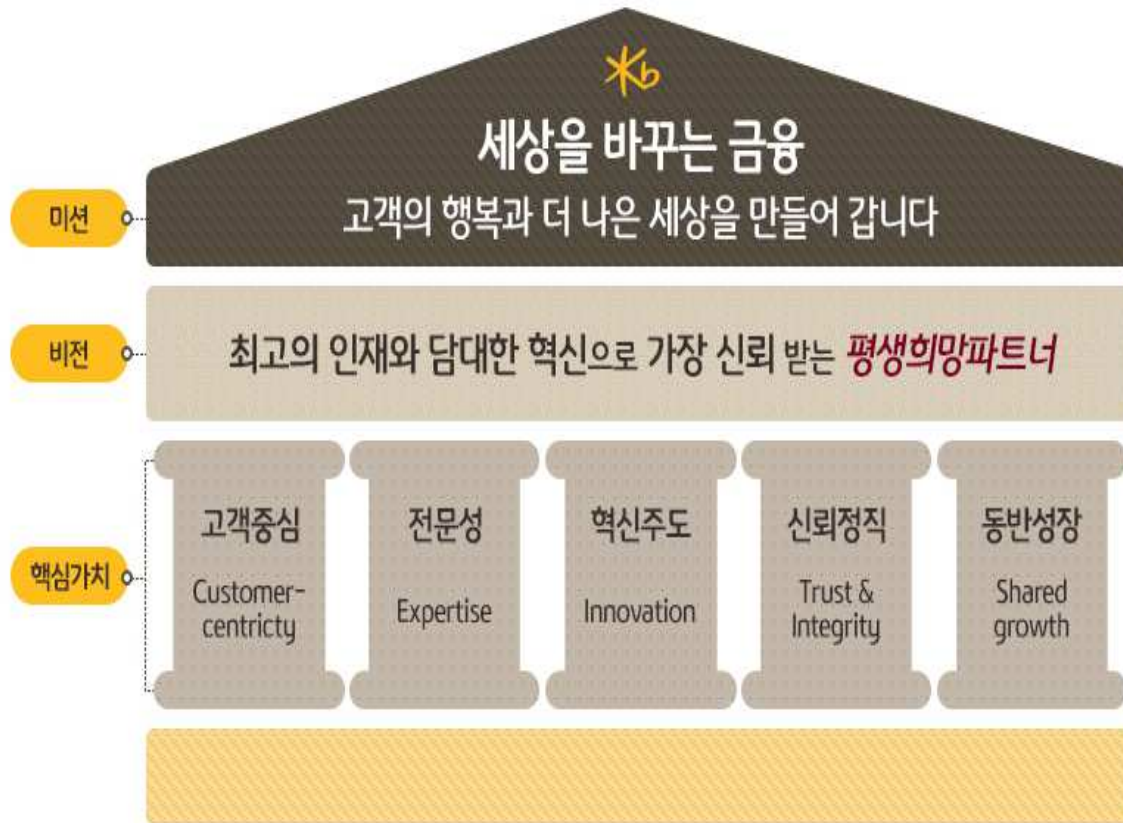 세상을 바꾸는 금융
미션
고객의 행복과 더 나은 세상을 만들어 갑니다
비전
최고의 인재와 담대한 혁신으로 가장 신뢰 받는 평생희망파트너
핵심가치
고객중심
Customer-
centricty
전문성
Expertise
혁신주도
Innovation
신뢰정직
Trust &
Integrity
동반성장
Shared
growth